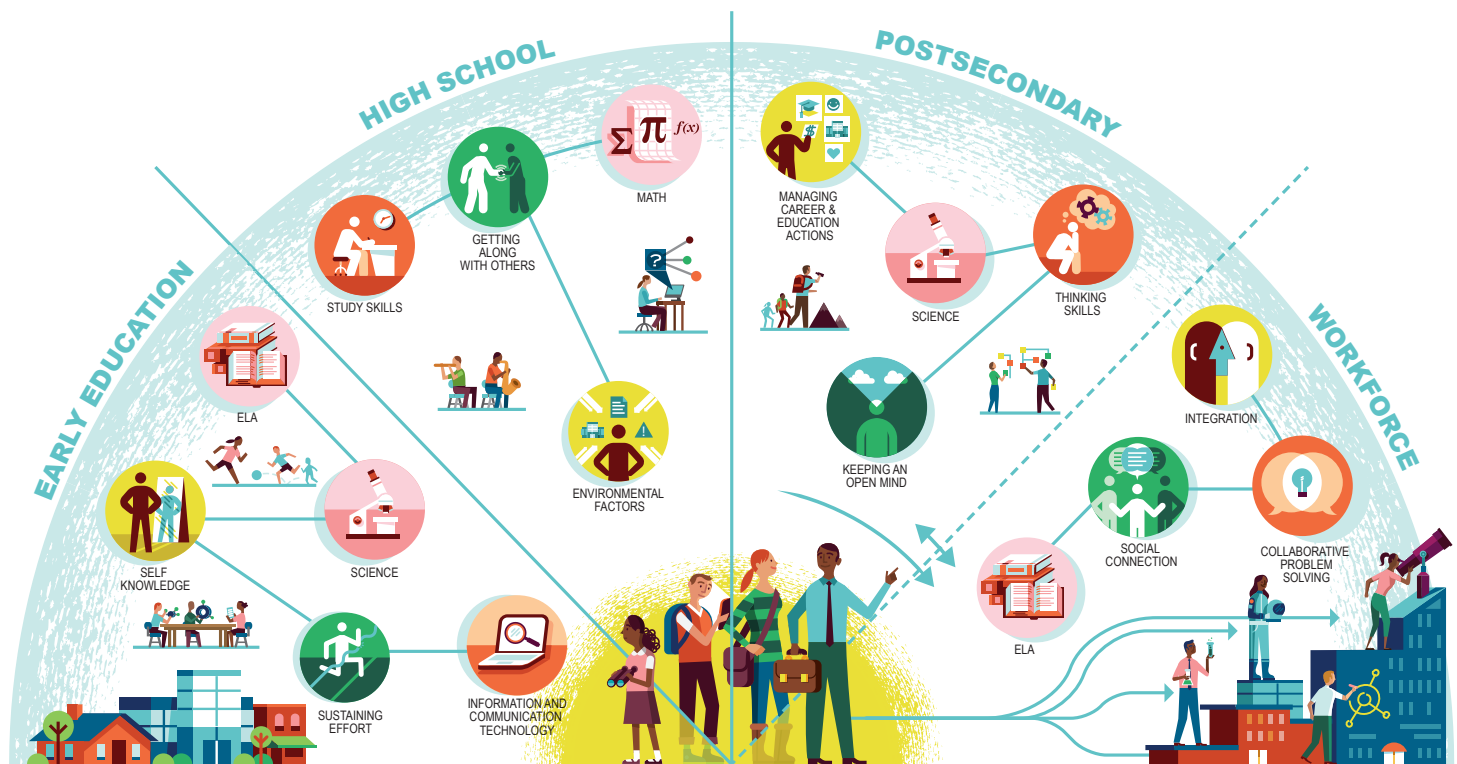 EARLY EDUCATION
HIGH SCHOOL
POSTSECONDARY
WORKFORCE
ELA
SELF
KNOWLEDGE
SCIENCE
SUSTAINING
EFFORT
INFORMATION AND
COMMUNICATION
TECHNOLOGY
STUDY SKILLS
GETTING
ALONG
WITH OTHERS
Σ π f(x)
MATH
?
ENVIRONMENTAL
FACTORS
$
MANAGING
CAREER &
EDUCATION
ACTIONS
SCIENCE
THINKING
SKILLS
KEEPING AN
OPEN MIND
INTEGRATION
SOCIAL
CONNECTION
COLLABORATIVE
PROBLEM
SOLVING
ELA